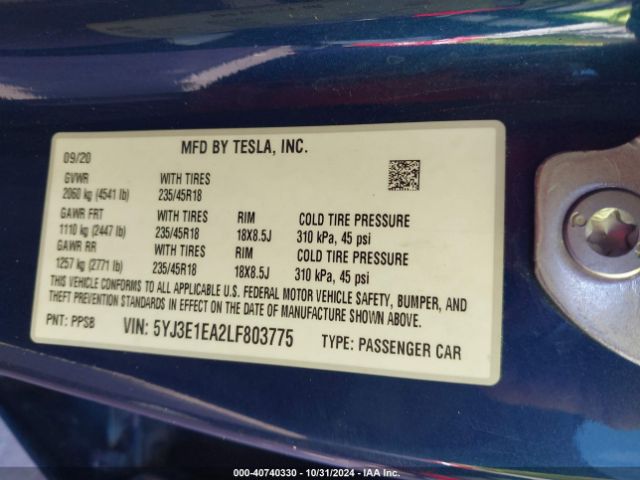 MFD BY TESLA, INC.
09/20
GVWR WITH TIRES
2060 kg (4541 lb) 235/45R18
GAWR FRT WITH TIRES RIM COLD TIRE PRESSURE
1110 kg (2447 lb) 235/45R18 18X8.5J 310 kPa, 45 psi
GAWR RR WITH TIRES RIM COLD TIRE PRESSURE
1257 kg (2771 lb) 235/45R18 18X8.5J 310 kPa, 45 psi
THIS VEHICLE CONFORMS TO ALL APPLICABLE U.S. FEDERAL MOTOR VEHICLE SAFETY, BUMPER, AND
THEFT PREVENTION STANDARDS IN EFFECT ON THE DATE OF MANUFACTURE SHOWN ABOVE.
PNT: PPSB VIN: 5YJ3E1EA2LF803775 TYPE: PASSENGER CAR
000-40740330 - 10/31/2024 - IAA Inc.